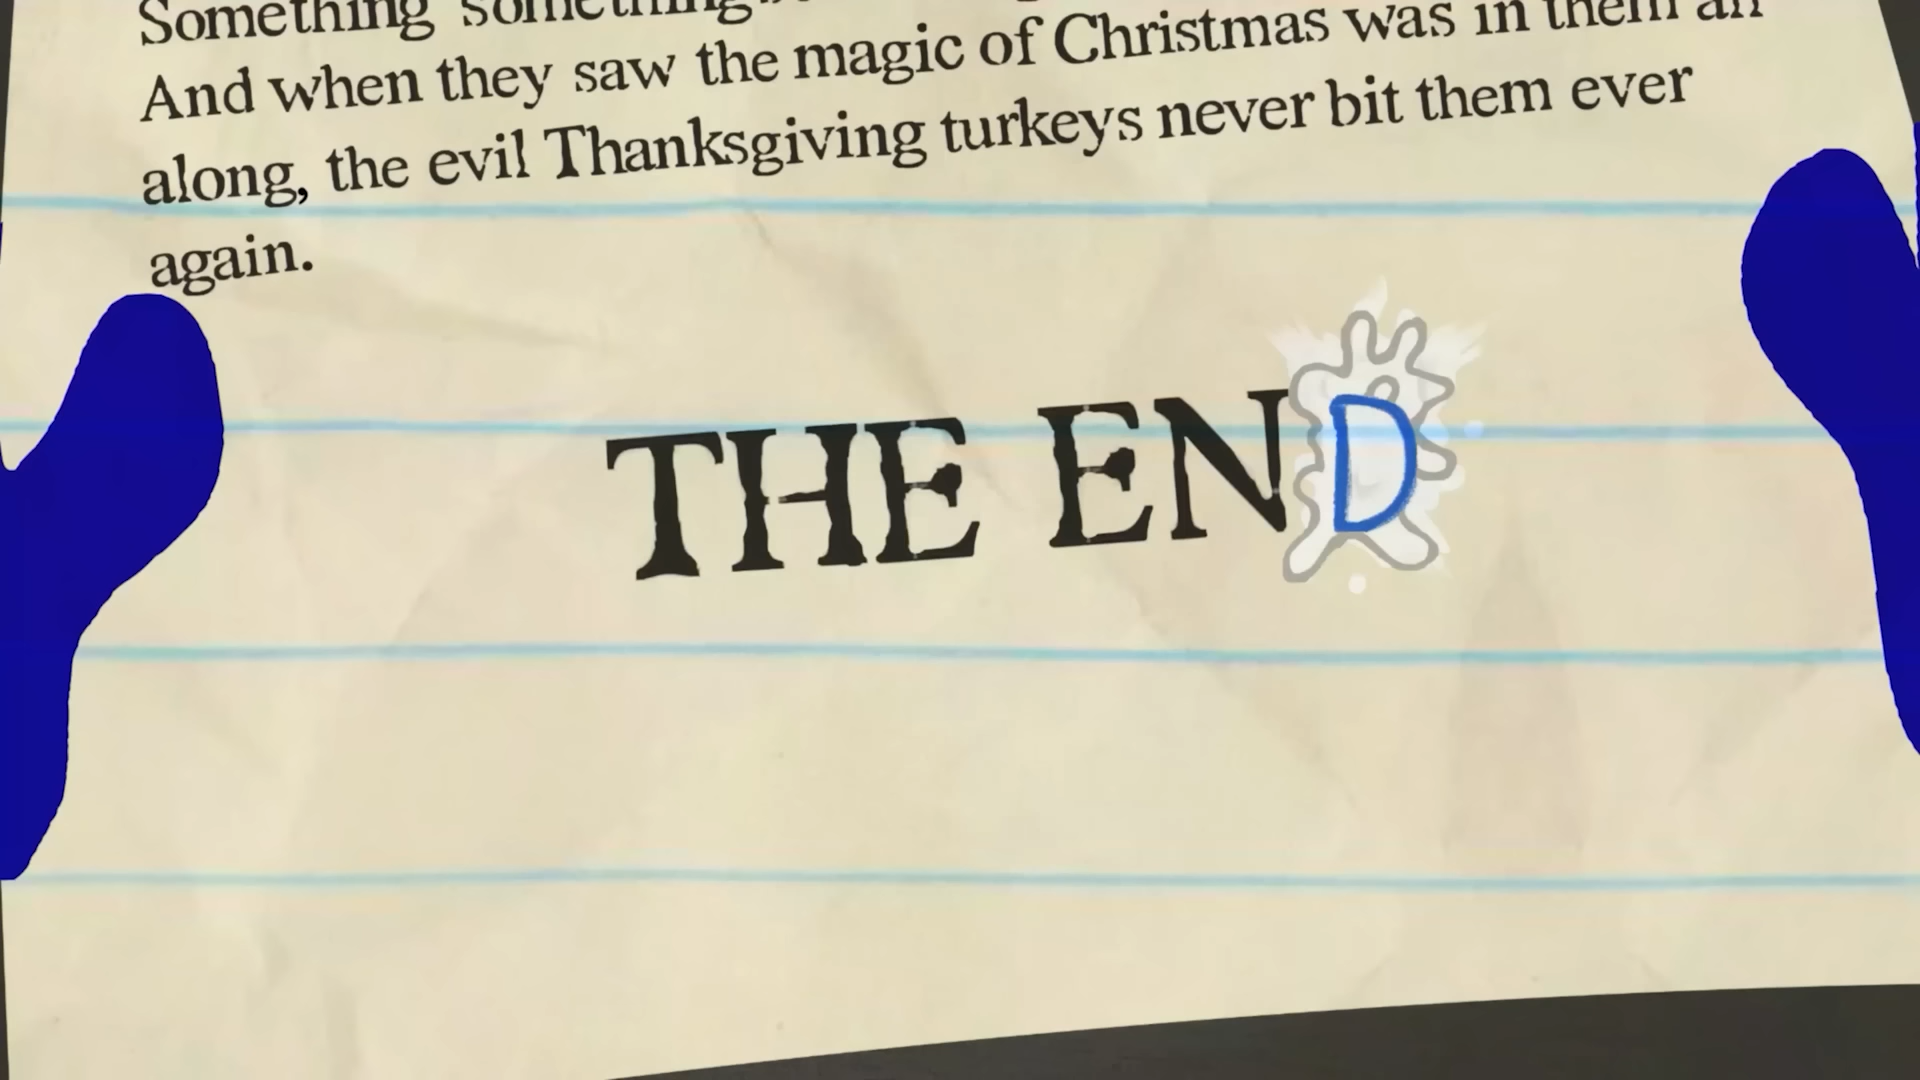 Something something
And when they saw the magic of Christmas was in them all
along, the evil Thanksgiving turkeys never bit them ever
again.
THE END